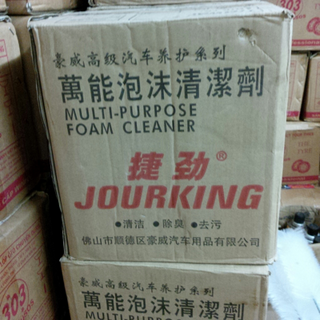 豪威高级汽车养护系列
萬能泡沫清潔劑
MULTI-PURPOSE
FOAM CLEANER
捷劲®
JOURKING
●清洁 ●除臭 ●去污
佛山市顺德区豪威汽车用品有限公司
豪威高级汽车养护系列
萬能泡沫清潔劑
MULTI-PURPOSE
303
303